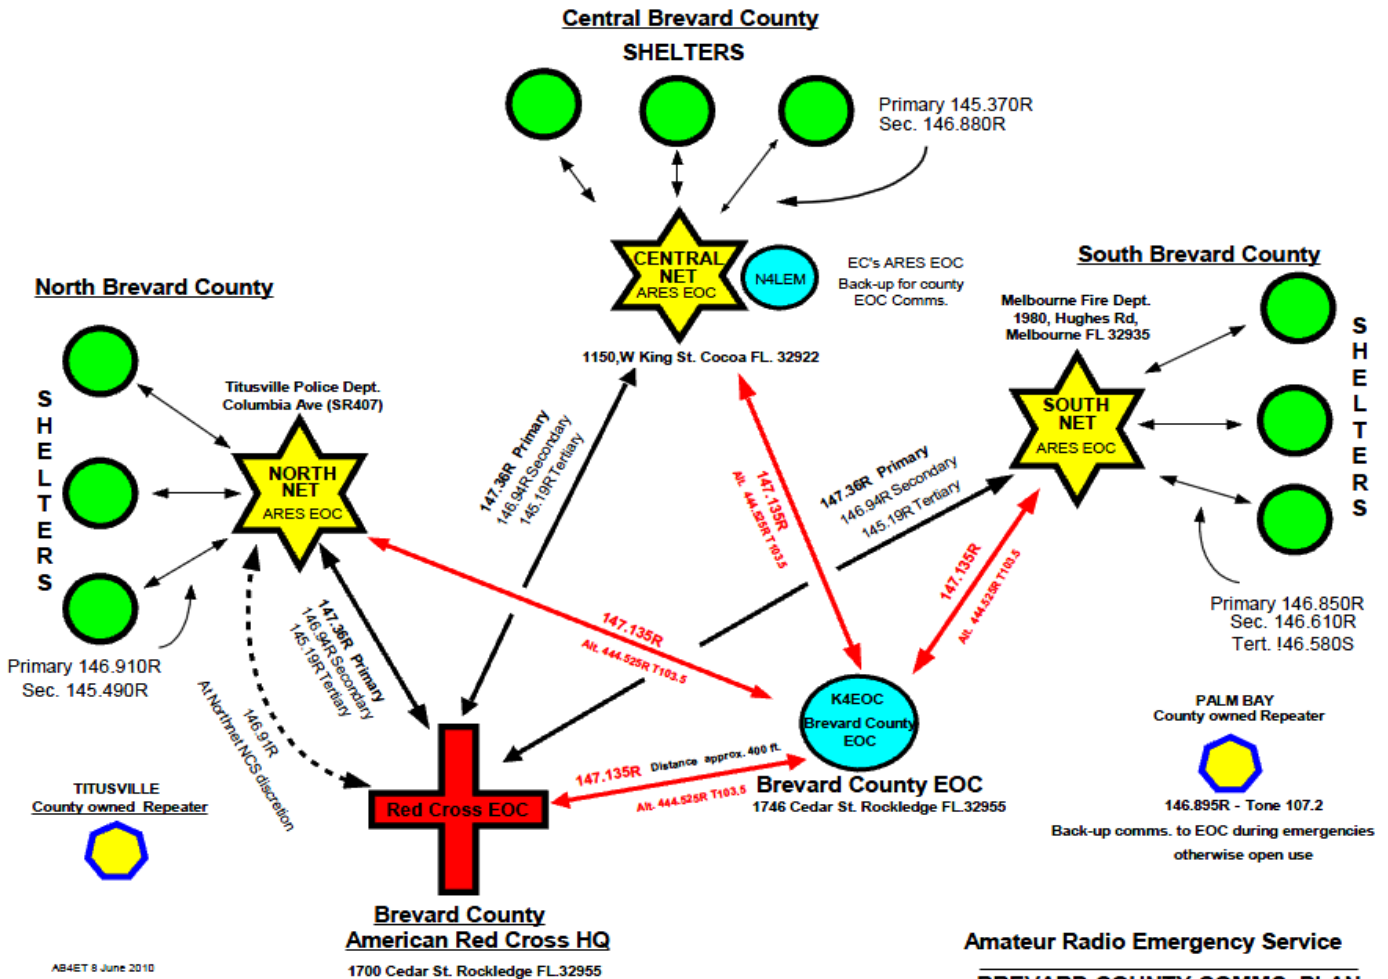 Central Brevard County
SHELTERS
Primary 145.370R
Sec. 146.880R
CENTRAL
NET
ARES EOC
N4LEM
EC's ARES EOC
Back-up for county
EOC Comms.
1150,W King St. Cocoa FL. 32922
North Brevard County
SHELTERS
Titusville Police Dept.
Columbia Ave (SR407)
NORTH
NET
ARES EOC
Primary 146.910R
Sec. 145.490R
South Brevard County
Melbourne Fire Dept.
1980, Hughes Rd,
Melbourne FL 32935
SOUTH
NET
ARES EOC
SHELTERS
Primary 146.850R
Sec. 146.610R
Tert. !46.580S
147.36R Primary
146.94R Secondary
145.19R Tertiary
147.135R
Alt. 444.525R T103.5
147.36R Primary
146.94R Secondary
145.19R Tertiary
147.135R
Alt. 444.525R T103.5
147.36R Primary
146.94R Secondary
145.19R Tertiary
147.135R
Alt. 444.525R T103.5
146.91R
At Northnet NCS discretion
K4EOC
Brevard County
EOC
147.135R Distance approx. 400 ft.
Alt. 444.525R T103.5
Brevard County EOC
1746 Cedar St. Rockledge FL.32955
Red Cross EOC
TITUSVILLE
County owned Repeater
PALM BAY
County owned Repeater
146.895R - Tone 107.2
Back-up comms. to EOC during emergencies
otherwise open use
Brevard County
American Red Cross HQ
1700 Cedar St. Rockledge FL.32955
AB4ET 8 June 2010
Amateur Radio Emergency Service
BREVARD COUNTY COMMS. PLAN